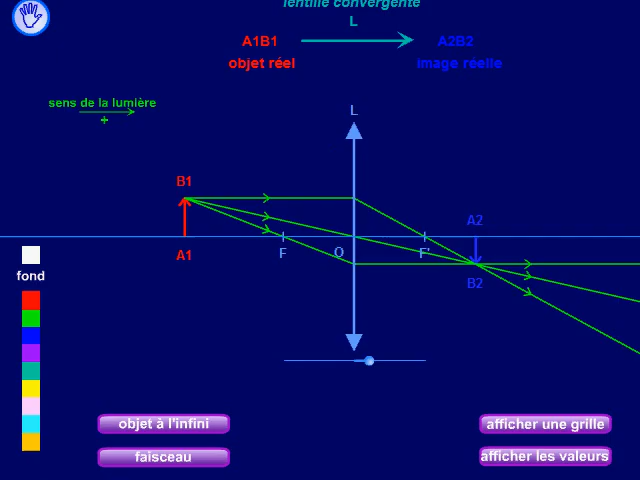 lentille convergente
L
A1B1
A2B2
objet réel
image réelle
sens de la lumière
+
L
B1
A2
F
O
F'
A1
B2
fond
objet à l'infini
afficher une grille
faisceau
afficher les valeurs